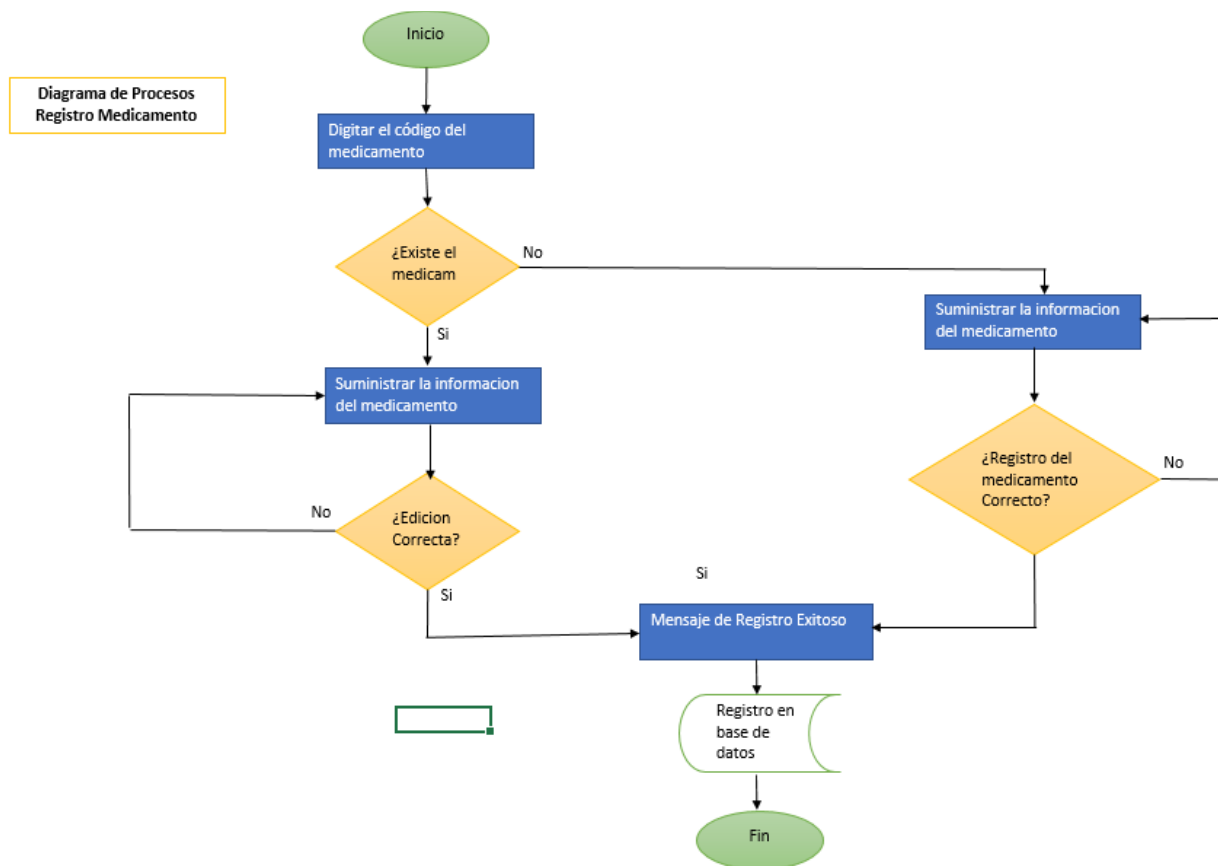 Inicio
Diagrama de Procesos
Registro Medicamento
Digitar el código del
medicamento
¿Existe el
medicam
No
Si
Suministrar la informacion
del medicamento
Suministrar la informacion
del medicamento
¿Registro del
medicamento
Correcto?
No
¿Edicion
Correcta?
No
Si
Si
Mensaje de Registro Exitoso
Registro en
base de
datos
Fin